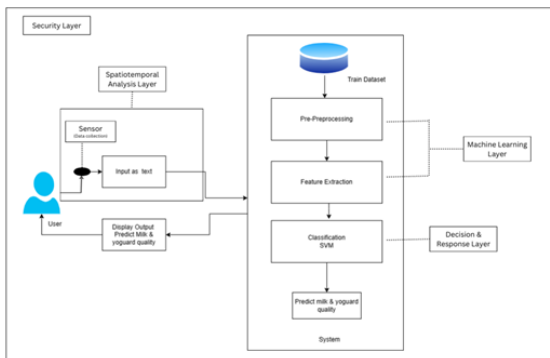 Security Layer
Spatiotemporal
Analysis Layer
Sensor
(Data collection)
Input as text
User
Display Output
Predict Milk &
yoguard quality
Train Dataset
Pre-Preprocessing
Feature Extraction
Classification
SVM
Predict milk & yoguard
quality
System
Machine Learning
Layer
Decision &
Response Layer